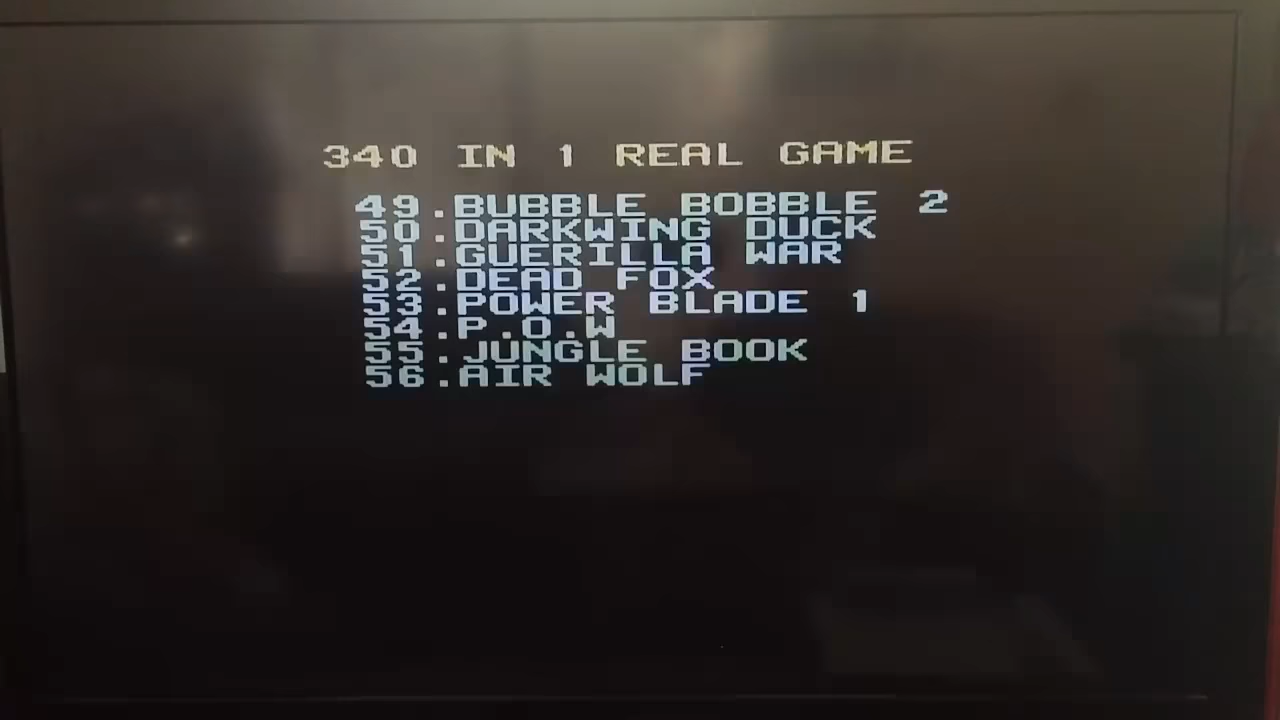 340 IN 1 REAL GAME
49.BUBBLE BOBBLE 2
50.DARKWING DUCK
51.GUERILLA WAR
52.DEAD FOX
53.POWER BLADE 1
54.P.O.W
55.JUNGLE BOOK
56.AIR WOLF